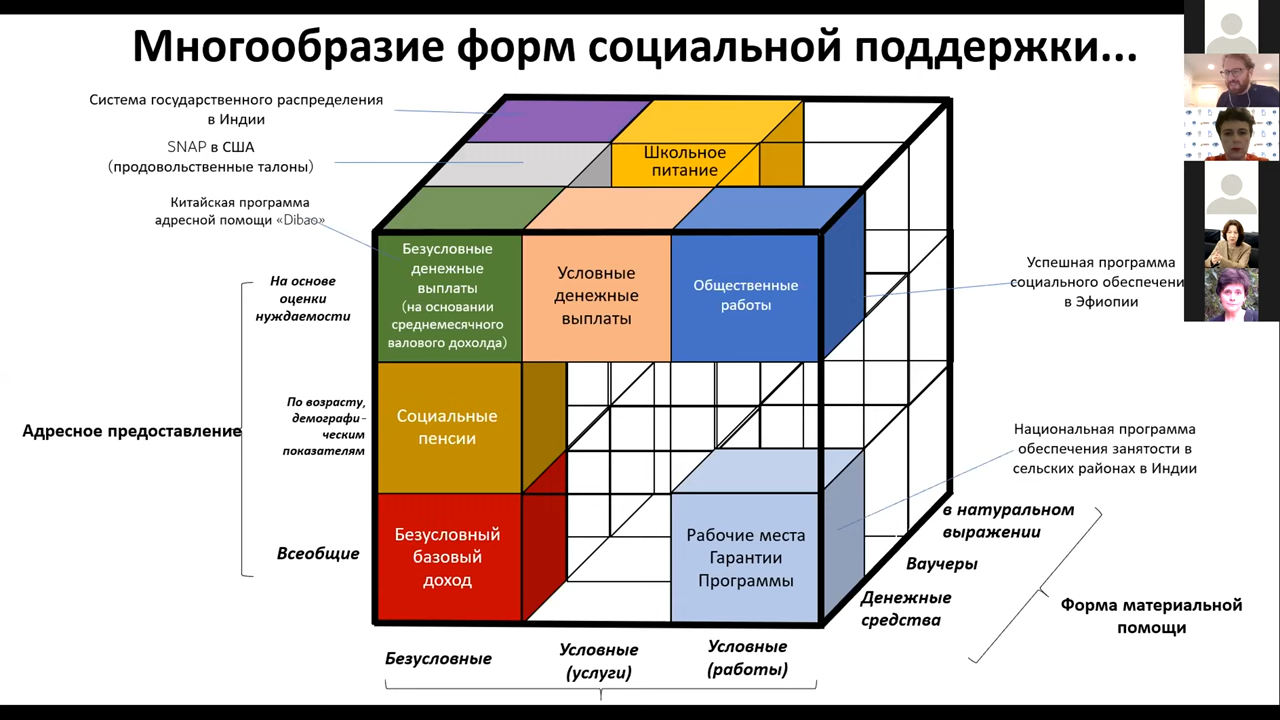 Многообразие форм социальной поддержки...
Система государственного распределения
в Индии
SNAP в США
(продовольственные талоны)
Китайская программа
адресной помощи «Dibao»
Школьное
питание
Безусловные
денежные
выплаты
(на основании
среднемесячного
валового дохолда)
Условные
денежные
выплаты
Общественные
работы
Успешная программа
социального обеспечени
в Эфиопии
На основе
оценки
нуждаемости
По возрасту,
демографи-
ческим
показателям
Адресное предоставление
Социальные
пенсии
Национальная программа
обеспечения занятости в
сельских районах в Индии
Всеобщие
Безусловный
базовый
доход
Рабочие места
Гарантии
Программы
в натуральном
выражении
Ваучеры
Денежные
средства
Форма материальной
помощи
Безусловные
Условные
(услуги)
Условные
(работы)